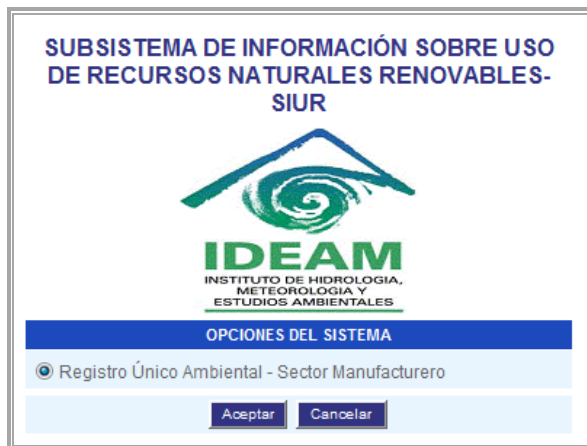 SUBSISTEMA DE INFORMACIÓN SOBRE USO
DE RECURSOS NATURALES RENOVABLES-
SIUR
IDEAM
INSTITUTO DE HIDROLOGIA,
METEOROLOGIA Y
ESTUDIOS AMBIENTALES
OPCIONES DEL SISTEMA
Registro Único Ambiental - Sector Manufacturero
Aceptar Cancelar